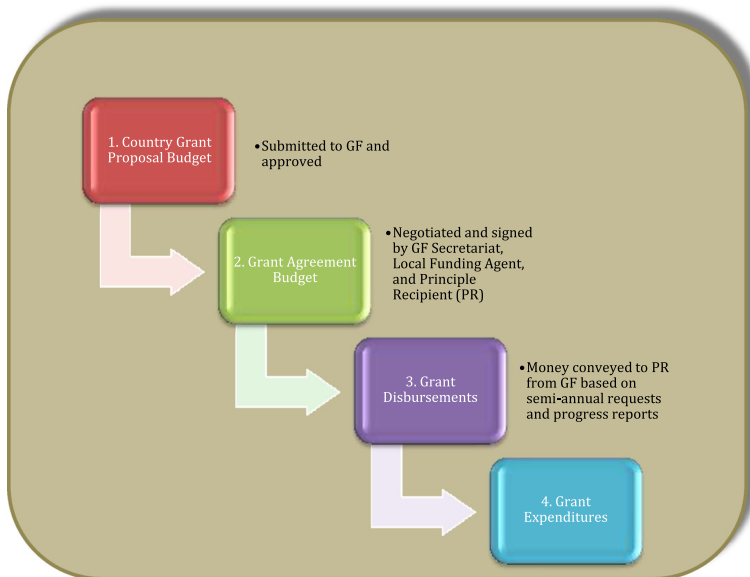 1. Country Grant
Proposal Budget
•Submitted to GF and
approved
2. Grant Agreement
Budget
•Negotiated and signed
by GF Secretariat,
Local Funding Agent,
and Principle
Recipient (PR)
3. Grant
Disbursements
•Money conveyed to PR
from GF based on
semi-annual requests
and progress reports
4. Grant
Expenditures